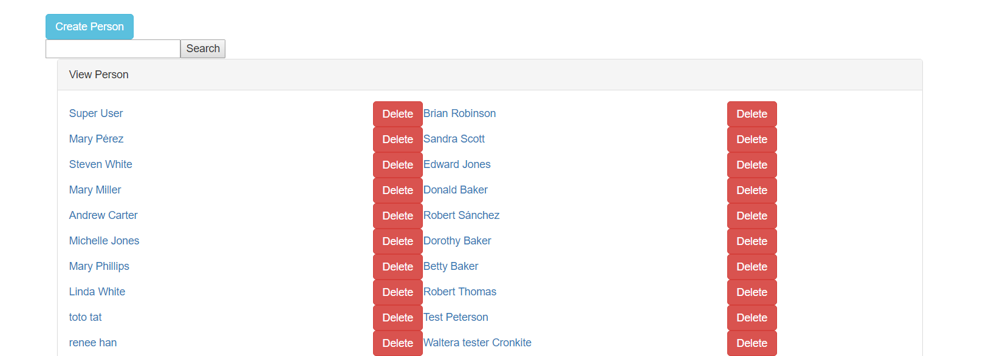 Create Person
Search
View Person
Super User Delete Brian Robinson Delete
Mary Pérez Delete Sandra Scott Delete
Steven White Delete Edward Jones Delete
Mary Miller Delete Donald Baker Delete
Andrew Carter Delete Robert Sánchez Delete
Michelle Jones Delete Dorothy Baker Delete
Mary Phillips Delete Betty Baker Delete
Linda White Delete Robert Thomas Delete
toto tat Delete Test Peterson Delete
renee han Delete Waltera tester Cronkite Delete